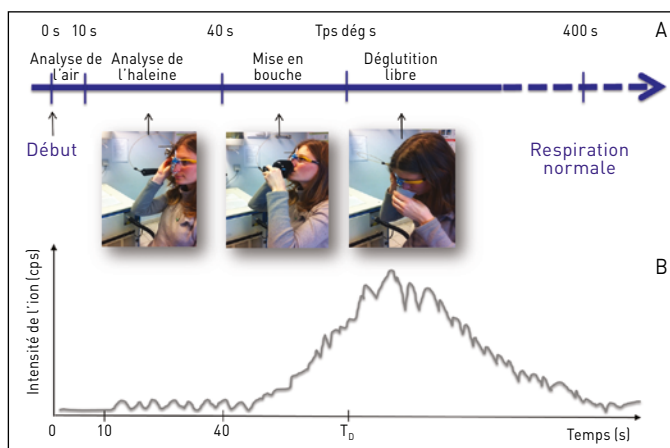 A
0 s 10 s 40 s Tps dég s 400 s
Analyse de
l'air
Analyse de
l'haleine
Mise en
bouche
Déglutition
libre
Début
Respiration
normale
B
Intensité de l'ion (cps)
0 10 40 T_D Temps (s)